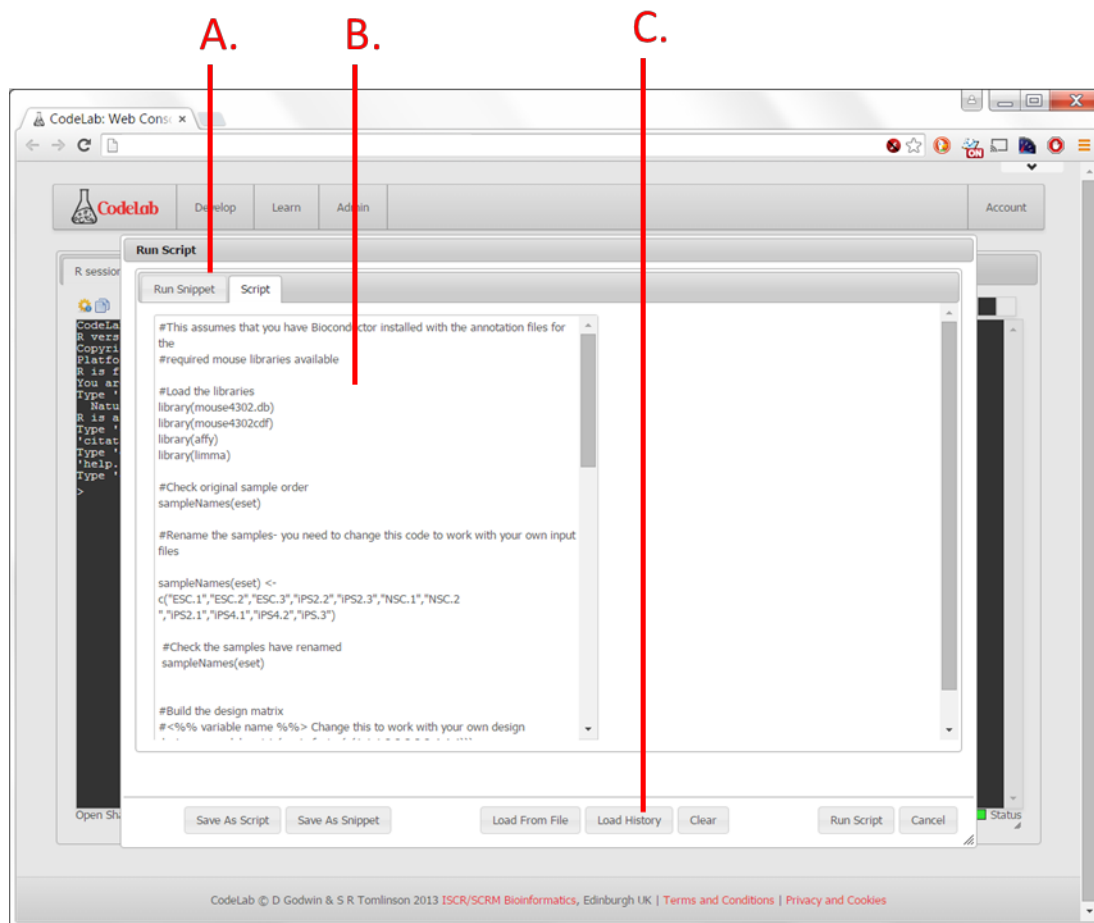 A. B. C.
CodeLab: Web Cons
ON
CodeLab Develop Learn Admin Account
Run Script
R session
Run Snippet Script
CodeLa
R vers
Copyri
Platfo
R is f
You ar
Type '
Natu
R is a
Type '
'citat
Type '
'help.
Type '
>
#This assumes that you have Bioconductor installed with the annotation files for
the
#required mouse libraries available
#Load the libraries
library(mouse4302.db)
library(mouse4302cdf)
library(affy)
library(limma)
#Check original sample order
sampleNames(eset)
#Rename the samples- you need to change this code to work with your own input
files
sampleNames(eset) <-
c("ESC.1","ESC.2","ESC.3","iPS2.2","iPS2.3","NSC.1","NSC.2
","iPS2.1","iPS4.1","iPS4.2","iPS.3")
#Check the samples have renamed
sampleNames(eset)
#Build the design matrix
#<%% variable name %%> Change this to work with your own design
Open Sh
Save As Script Save As Snippet Load From File Load History Clear Run Script Cancel
Status
CodeLab © D Godwin & S R Tomlinson 2013 ISCR/SCRM Bioinformatics, Edinburgh UK | Terms and Conditions | Privacy and Cookies